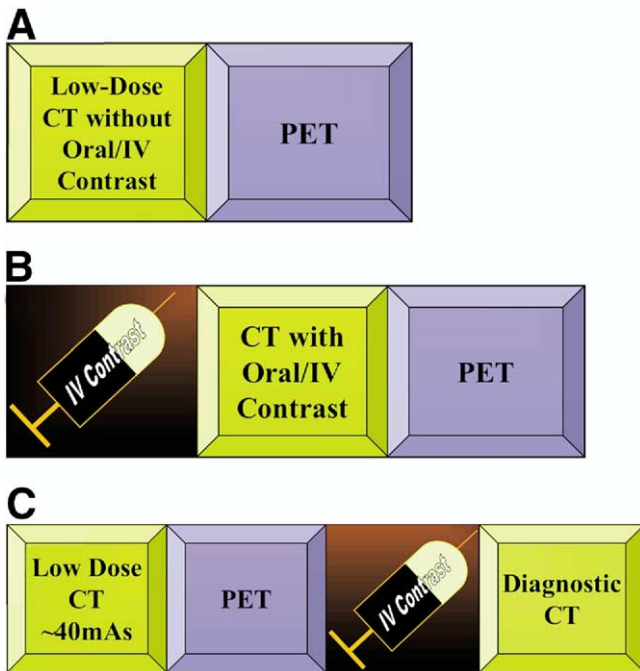 A
Low-Dose
CT without
Oral/IV
Contrast
PET
B
IV Contrast
CT with
Oral/IV
Contrast
PET
C
Low Dose
CT
~40mAs
PET
IV Contrast
Diagnostic
CT